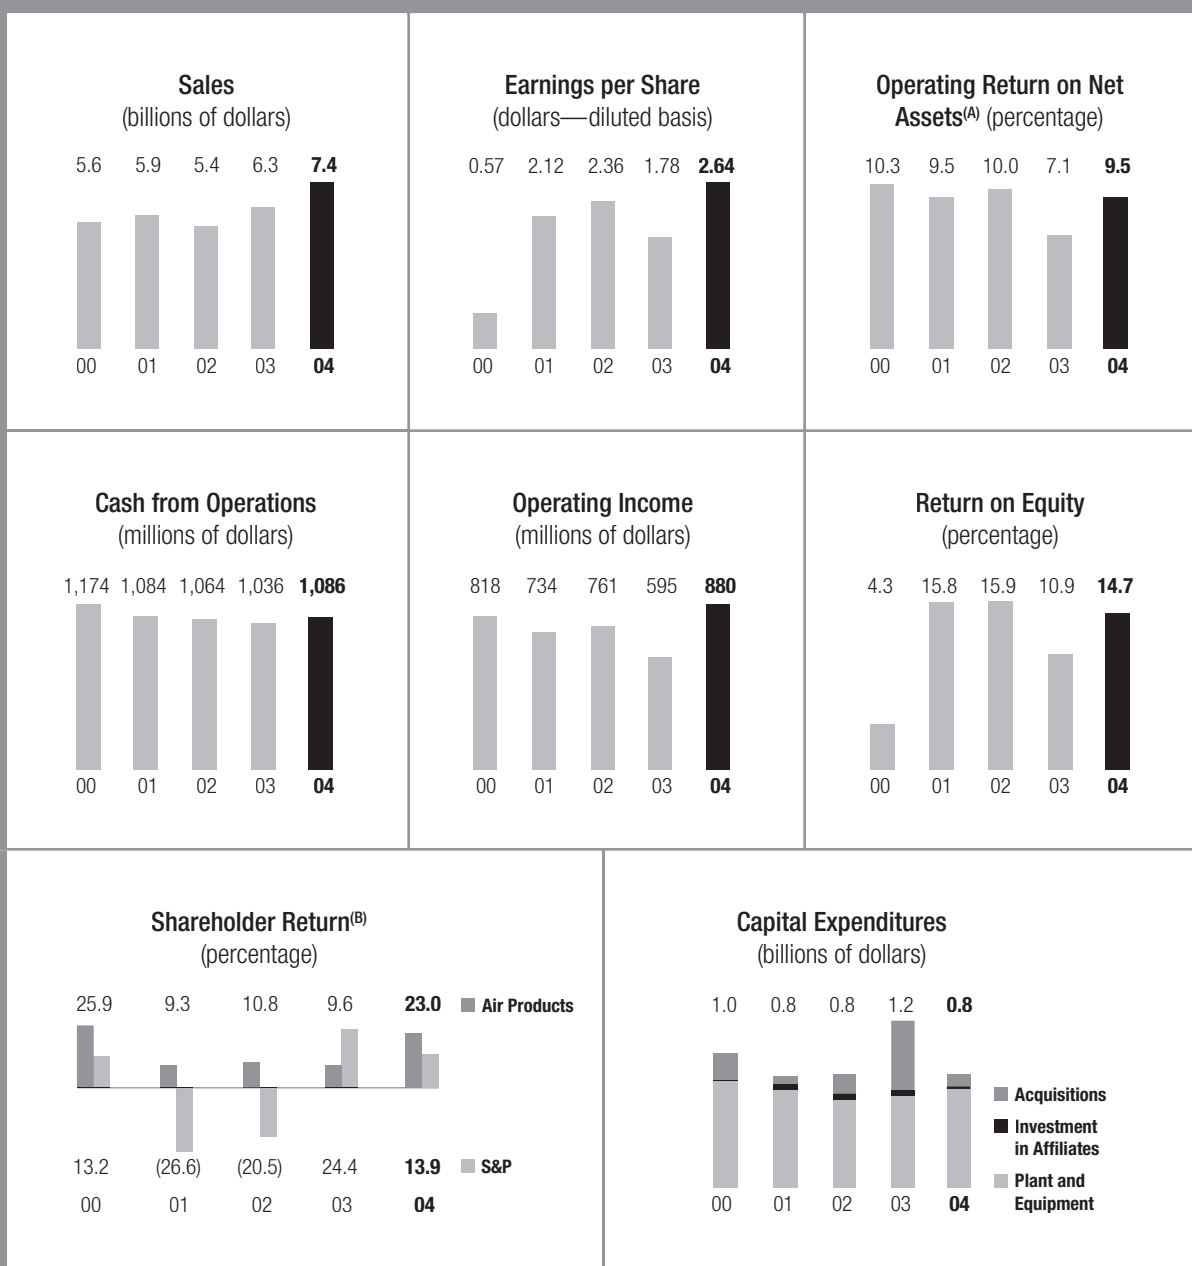 Sales
(billions of dollars)
5.6 5.9 5.4 6.3 7.4
00 01 02 03 04
Earnings per Share
(dollars—diluted basis)
0.57 2.12 2.36 1.78 2.64
00 01 02 03 04
Operating Return on Net
Assets(A) (percentage)
10.3 9.5 10.0 7.1 9.5
00 01 02 03 04
Cash from Operations
(millions of dollars)
1,174 1,084 1,064 1,036 1,086
00 01 02 03 04
Operating Income
(millions of dollars)
818 734 761 595 880
00 01 02 03 04
Return on Equity
(percentage)
4.3 15.8 15.9 10.9 14.7
00 01 02 03 04
Shareholder Return(B)
(percentage)
25.9 9.3 10.8 9.6 23.0 Air Products
13.2 (26.6) (20.5) 24.4 13.9 S&P
00 01 02 03 04
Capital Expenditures
(billions of dollars)
1.0 0.8 0.8 1.2 0.8
Acquisitions
Investment
in Affiliates
Plant and
Equipment
00 01 02 03 04